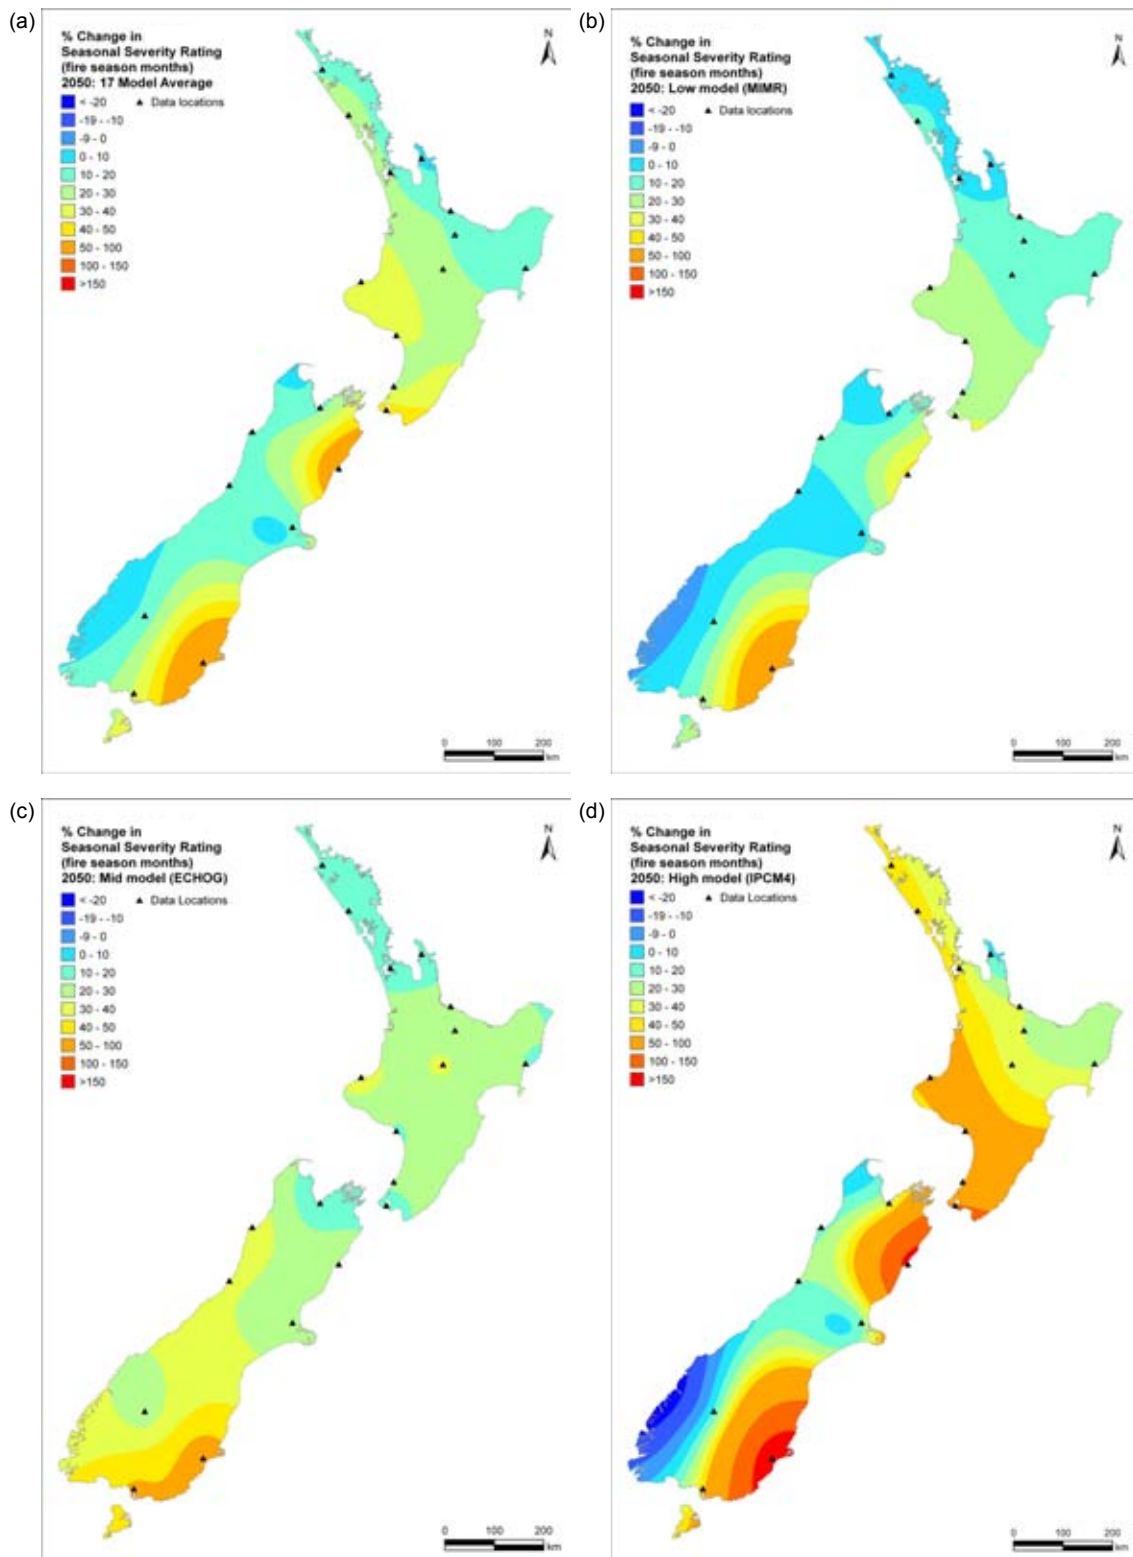 (a)
% Change in
Seasonal Severity Rating
(fire season months)
2050: 17 Model Average
< -20 ▲ Data locations
-19 - -10
-9 - 0
0 - 10
10 - 20
20 - 30
30 - 40
40 - 50
50 - 100
100 - 150
>150
N
0 100 200
km
(b)
% Change in
Seasonal Severity Rating
(fire season months)
2050: Low model (MIMR)
< -20 ▲ Data locations
-19 - -10
-9 - 0
0 - 10
10 - 20
20 - 30
30 - 40
40 - 50
50 - 100
100 - 150
>150
N
0 100 200
km
(c)
% Change in
Seasonal Severity Rating
(fire season months)
2050: Mid model (ECHOG)
< -20 ▲ Data Locations
-19 - -10
-9 - 0
0 - 10
10 - 20
20 - 30
30 - 40
40 - 50
50 - 100
100 - 150
>150
N
0 100 200
km
(d)
% Change in
Seasonal Severity Rating
(fire season months)
2050: High model (IPCM4)
< -20 ▲ Data Locations
-19 - -10
-9 - 0
0 - 10
10 - 20
20 - 30
30 - 40
40 - 50
50 - 100
100 - 150
>150
N
0 100 200
km